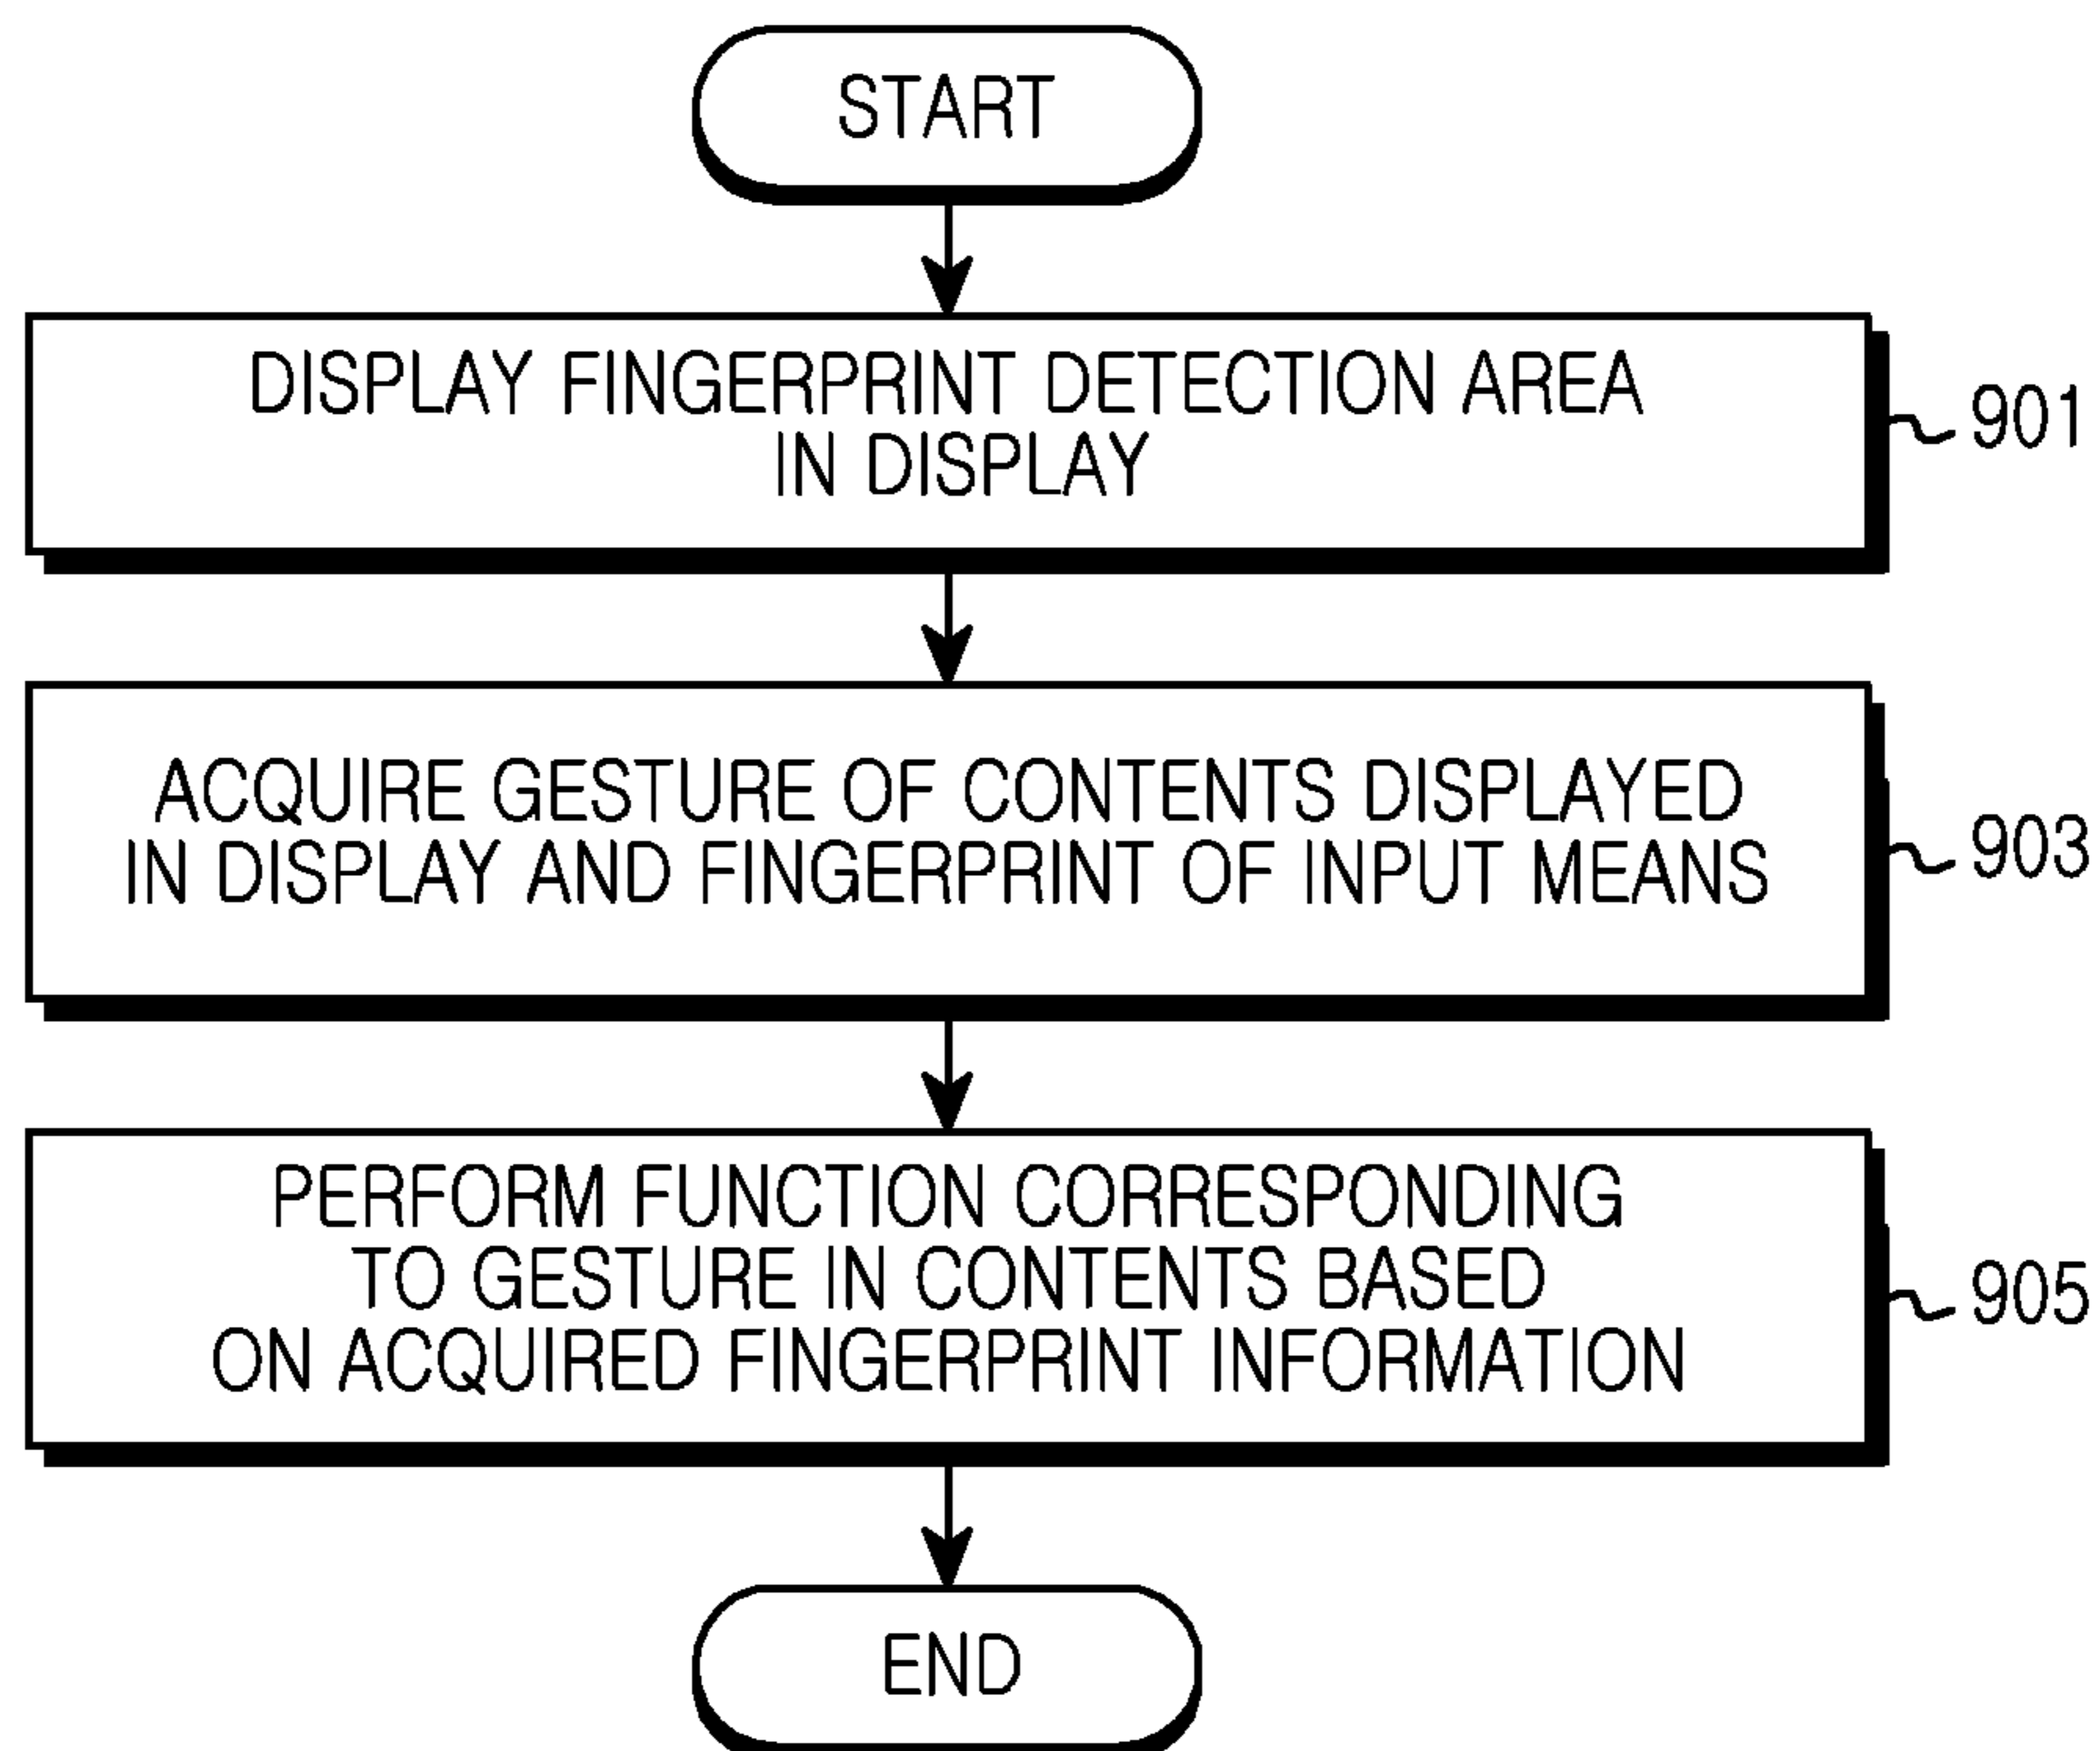 START
DISPLAY FINGERPRINT DETECTION AREA
IN DISPLAY
901
ACQUIRE GESTURE OF CONTENTS DISPLAYED
IN DISPLAY AND FINGERPRINT OF INPUT MEANS
903
PERFORM FUNCTION CORRESPONDING
TO GESTURE IN CONTENTS BASED
ON ACQUIRED FINGERPRINT INFORMATION
905
END